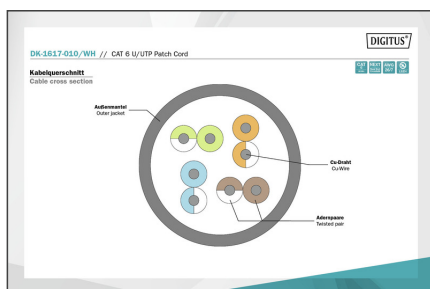 DIGITUS®
DK-1617-010/WH // CAT 6 U/UTP Patch Cord
Kabelquerschnitt
Cable cross section
Außenmantel
Outer jacket
Cu-Draht
Cu-Wire
Adernpaare
Twisted pair